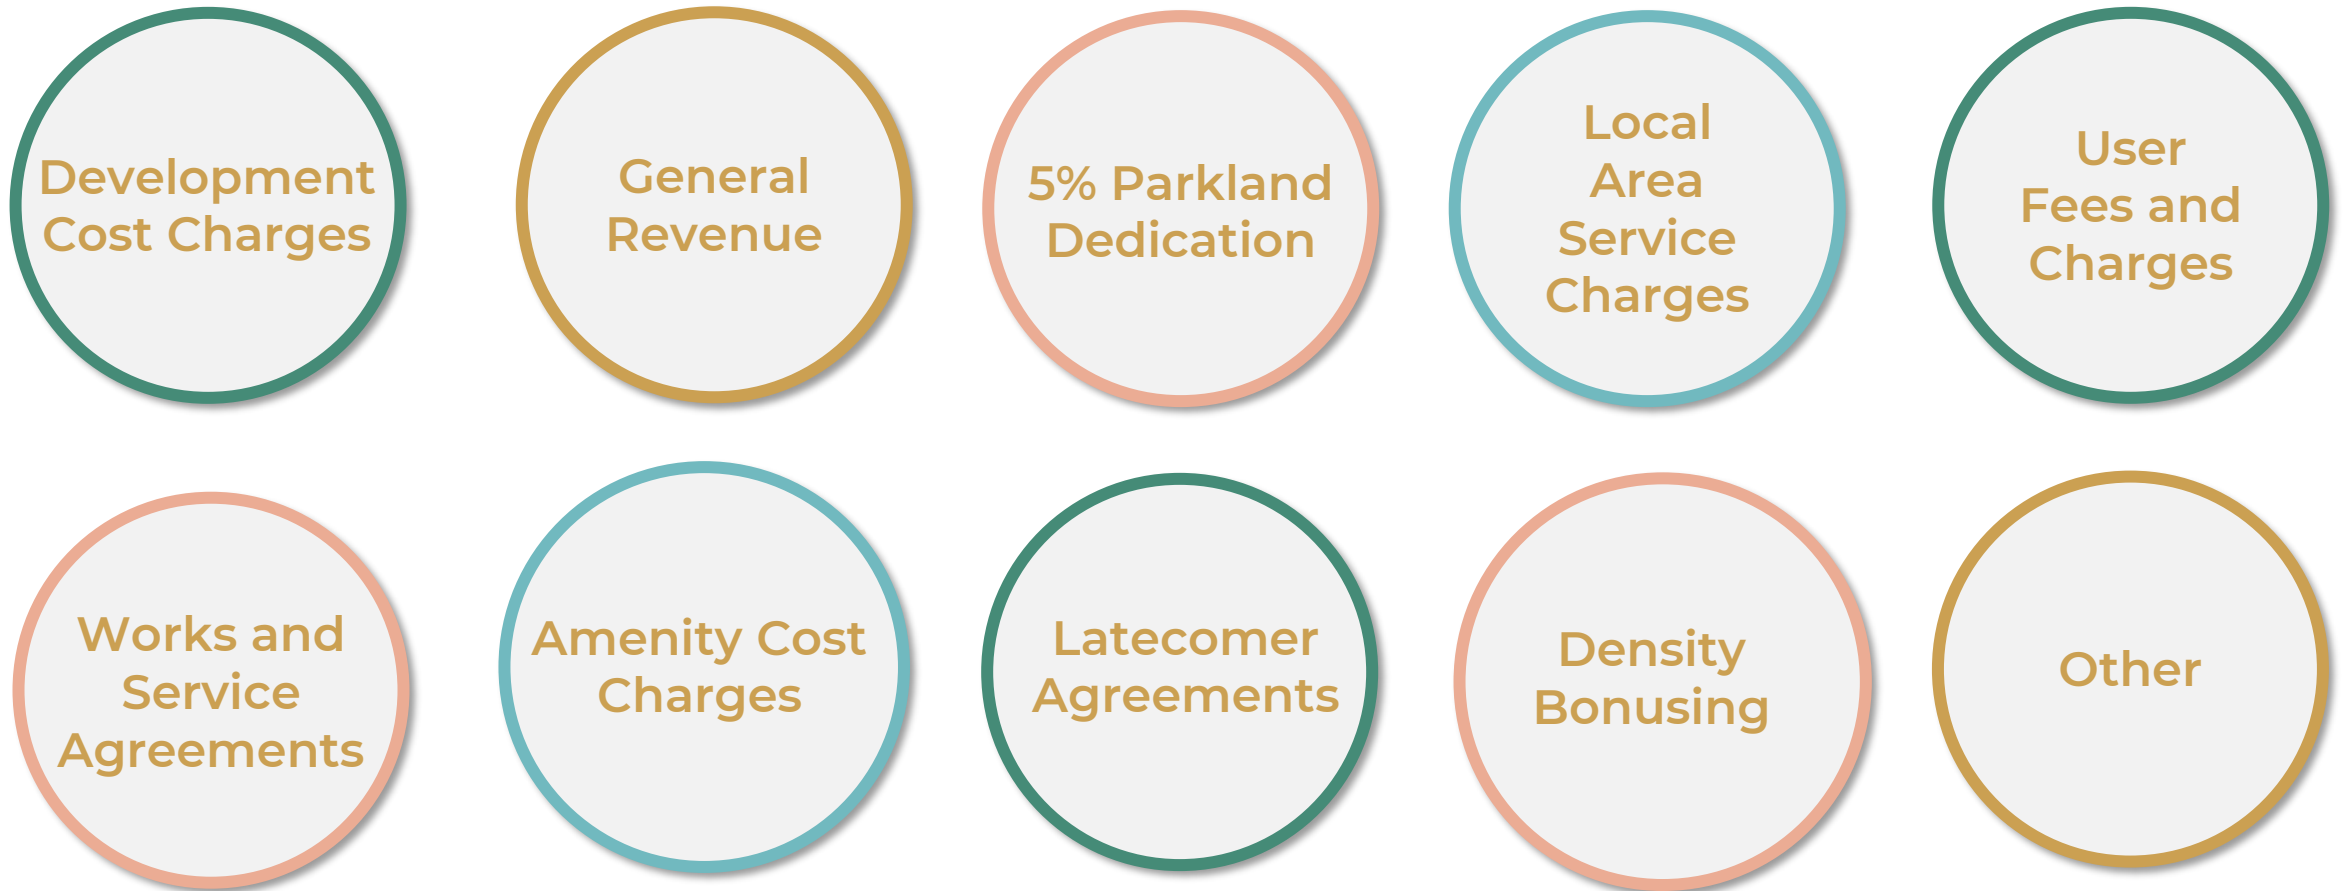 Development
Cost Charges
General
Revenue
5% Parkland
Dedication
Local
Area
Service
Charges
User
Fees and
Charges
Works and
Service
Agreements
Amenity Cost
Charges
Latecomer
Agreements
Density
Bonusing
Other